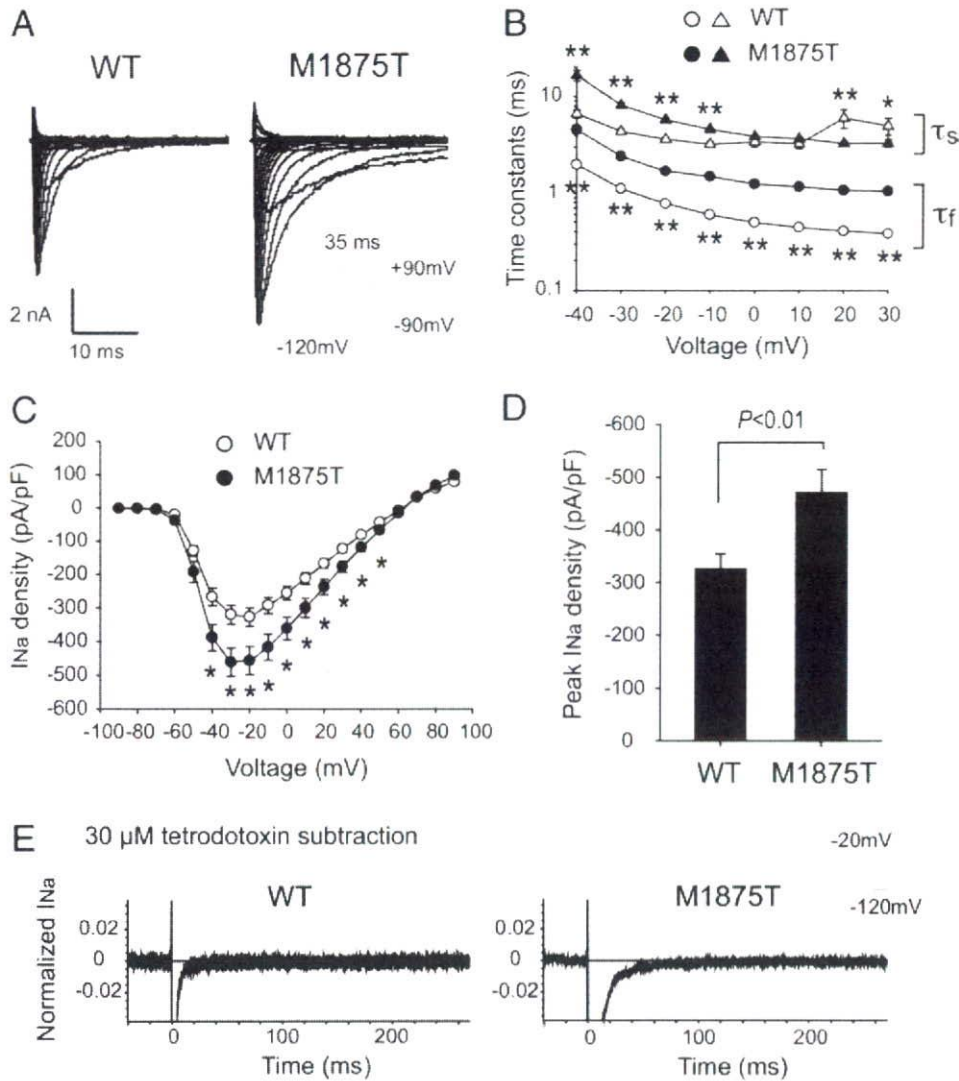 A
WT
M1875T
35 ms
+90mV
-90mV
-120mV
2 nA
10 ms
B
WT
M1875T
Time constants (ms)
10
1
0.1
** ** ** ** ** *
** ** ** ** ** ** ** **
τs
τf
-40 -30 -20 -10 0 10 20 30
Voltage (mV)
C
WT
M1875T
INa density (pA/pF)
200
100
0
-100
-200
-300
-400
-500
-600
* * * * * * * * * *
-100 -80 -60 -40 -20 0 20 40 60 80 100
Voltage (mV)
D
P<0.01
Peak INa density (pA/pF)
-600
-500
-400
-300
-200
-100
0
WT M1875T
E 30 µM tetrodotoxin subtraction
-20mV
-120mV
WT
M1875T
Normalized INa
0.02
0
-0.02
0 100 200
Time (ms)
0.02
0
-0.02
0 100 200
Time (ms)